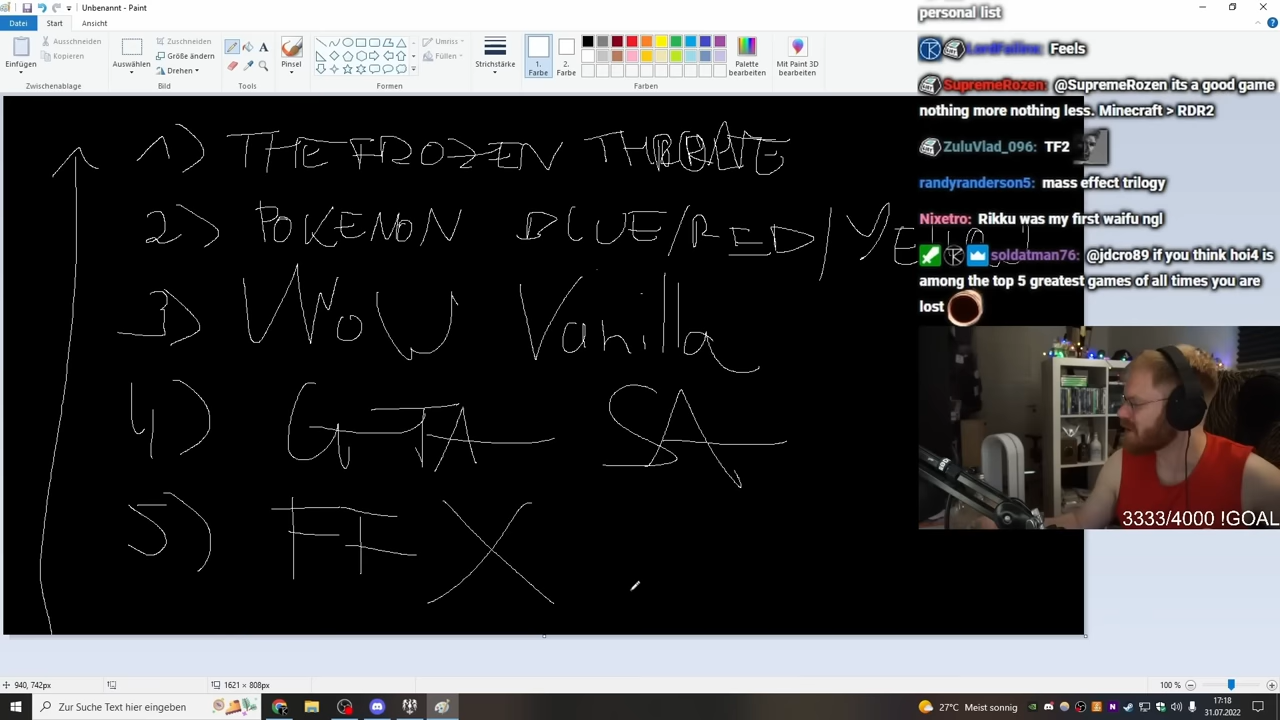 Unbenannt - Paint
Datei Start Ansicht
Einfügen
Ausschneiden
Kopieren
Zwischenablage
Auswählen
Zuschneiden
Größe ändern
Drehen
Bild
A
Tools
Pinsel
Umriss
Füllen
Formen
Strichstärke
1. Farbe
Farbe
Palette bearbeiten
Farben
Mit Paint 3D bearbeiten
personal list
Feels
SupremeRozen: @SupremeRozen its a good game
nothing more nothing less. Minecraft > RDR2
ZuluVlad_096: TF2
randyranderson5: mass effect trilogy
Nixetro: Rikku was my first waifu ngl
soldatman76: @jdcro89 if you think hoi4 is
among the top 5 greatest games of all times you are
lost
1) THE FROZEN
2) POKEMON BLUE/RED/
3) WoW Vanilla
4) GTA SA
5) FF X
3333/4000 !GOAL
940, 742px
1621 × 808px
100 %
Zur Suche Text hier eingeben
27°C Meist sonnig
17:18
31.07.2022